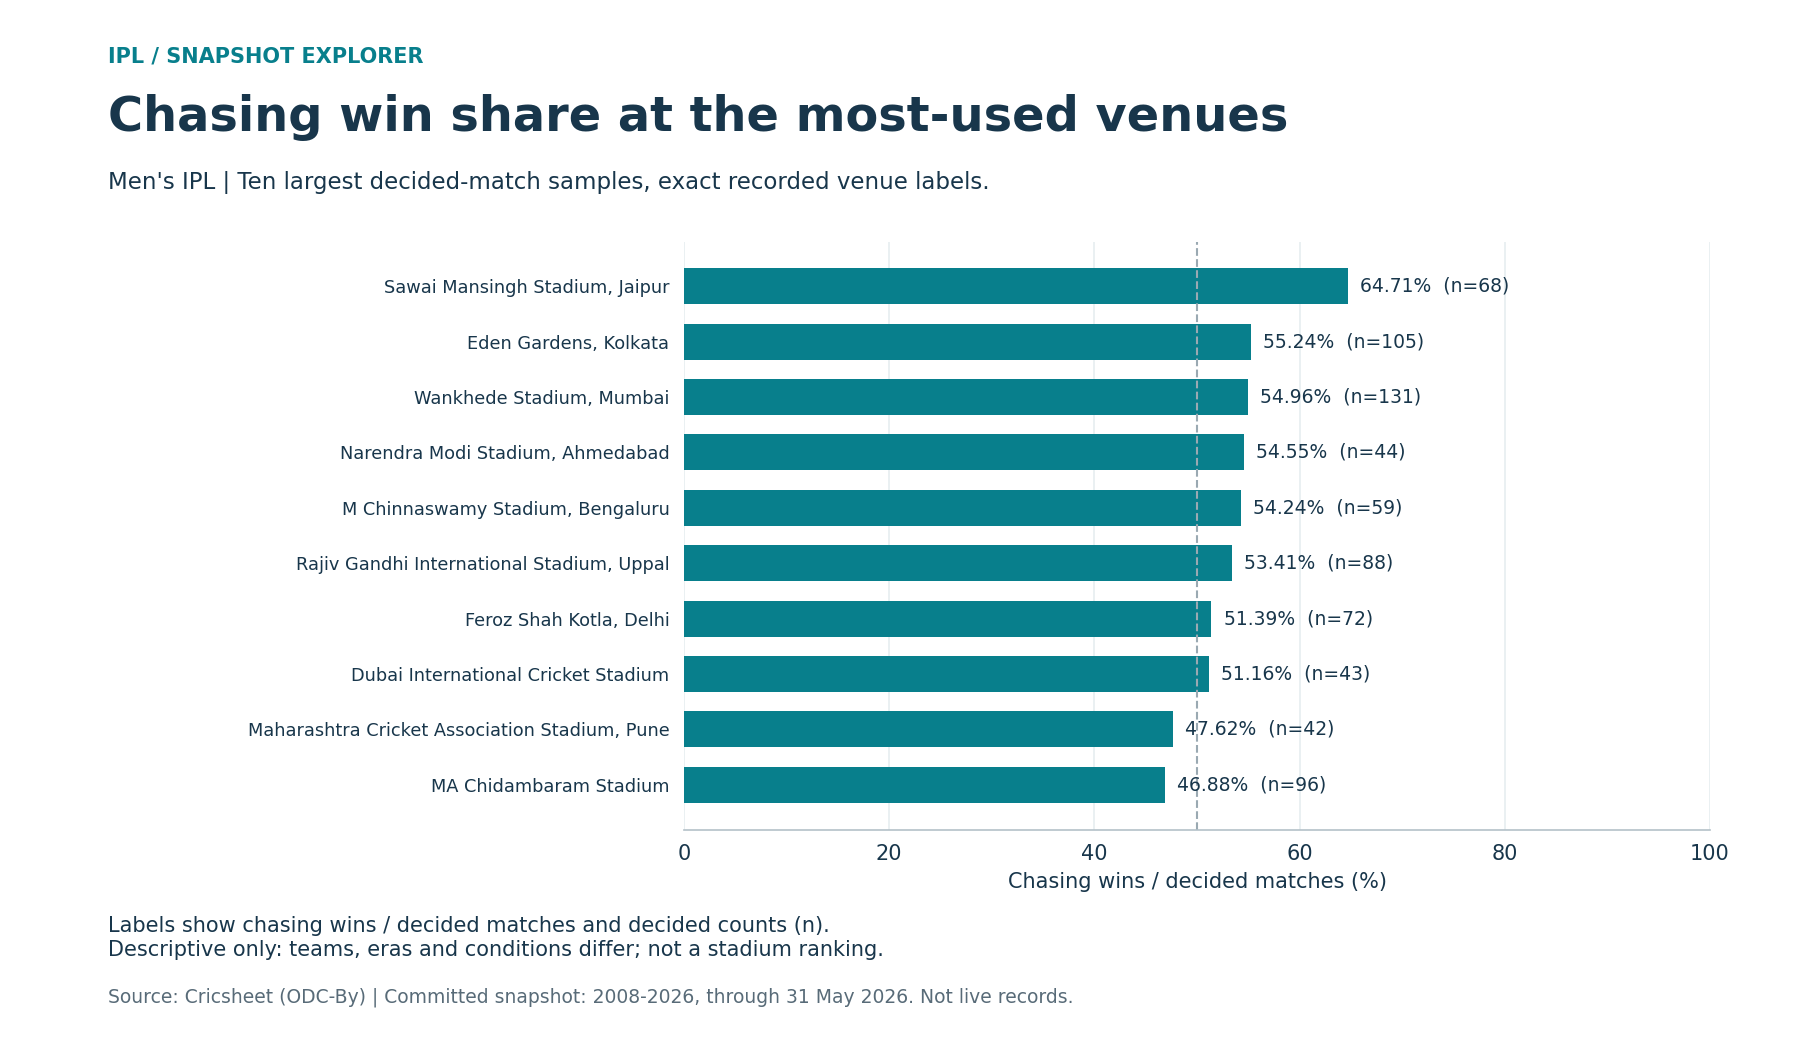 IPL / SNAPSHOT EXPLORER
Chasing win share at the most-used venues
Men's IPL | Ten largest decided-match samples, exact recorded venue labels.
Sawai Mansingh Stadium, Jaipur 64.71% (n=68)
Eden Gardens, Kolkata 55.24% (n=105)
Wankhede Stadium, Mumbai 54.96% (n=131)
Narendra Modi Stadium, Ahmedabad 54.55% (n=44)
M Chinnaswamy Stadium, Bengaluru 54.24% (n=59)
Rajiv Gandhi International Stadium, Uppal 53.41% (n=88)
Feroz Shah Kotla, Delhi 51.39% (n=72)
Dubai International Cricket Stadium 51.16% (n=43)
Maharashtra Cricket Association Stadium, Pune 47.62% (n=42)
MA Chidambaram Stadium 46.88% (n=96)
0 20 40 60 80 100
Chasing wins / decided matches (%)
Labels show chasing wins / decided matches and decided counts (n).
Descriptive only: teams, eras and conditions differ; not a stadium ranking.
Source: Cricsheet (ODC-By) | Committed snapshot: 2008-2026, through 31 May 2026. Not live records.